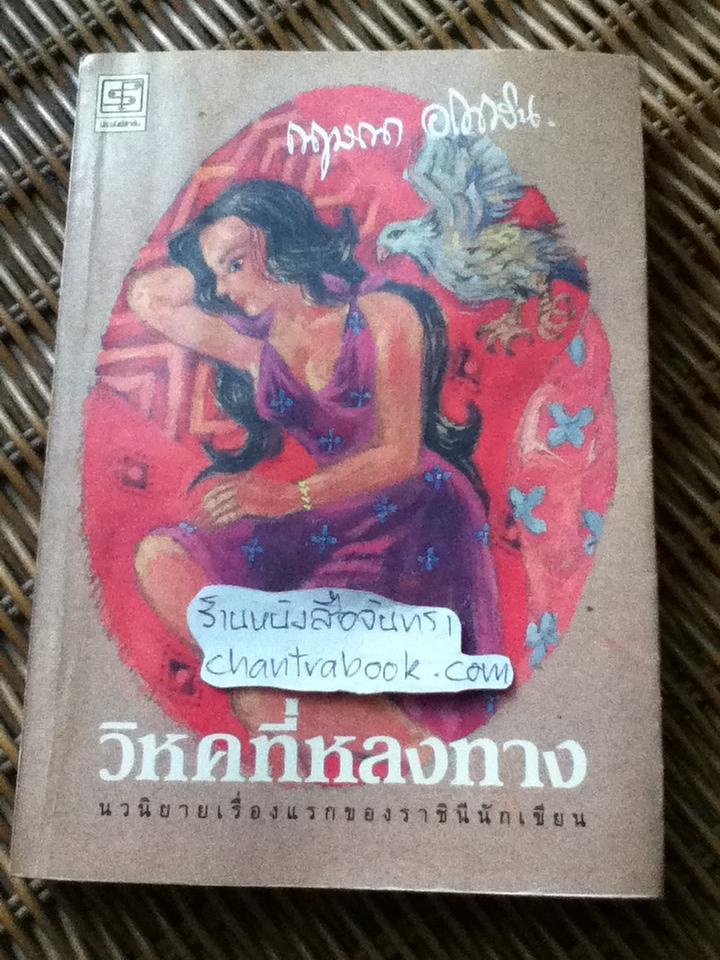 กฤษณา อโศกสิน
ร้านหนังสือจันทรา
chantrabook.com
วิหคที่หลงทาง
นวนิยายเรื่องแรกของราชินีนักเขียน